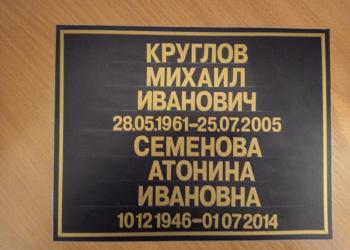 КРУГЛОВ
МИХАИЛ
ИВАНОВИЧ
28.05.1961-25.07.2005
СЕМЕНОВА
АТОНИНА
ИВАНОВНА
10 12 1946-01 07 2014